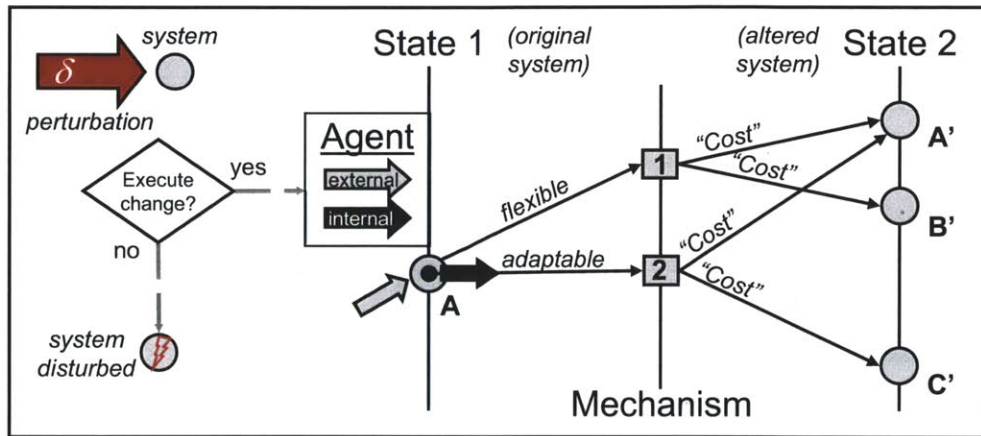 system
δ
perturbation
Execute
change?
yes
no
system
disturbed
Agent
external
internal
State 1
(original
system)
(altered
system)
State 2
A
flexible
adaptable
1
2
Mechanism
“Cost”
“Cost”
“Cost”
“Cost”
A’
B’
C’